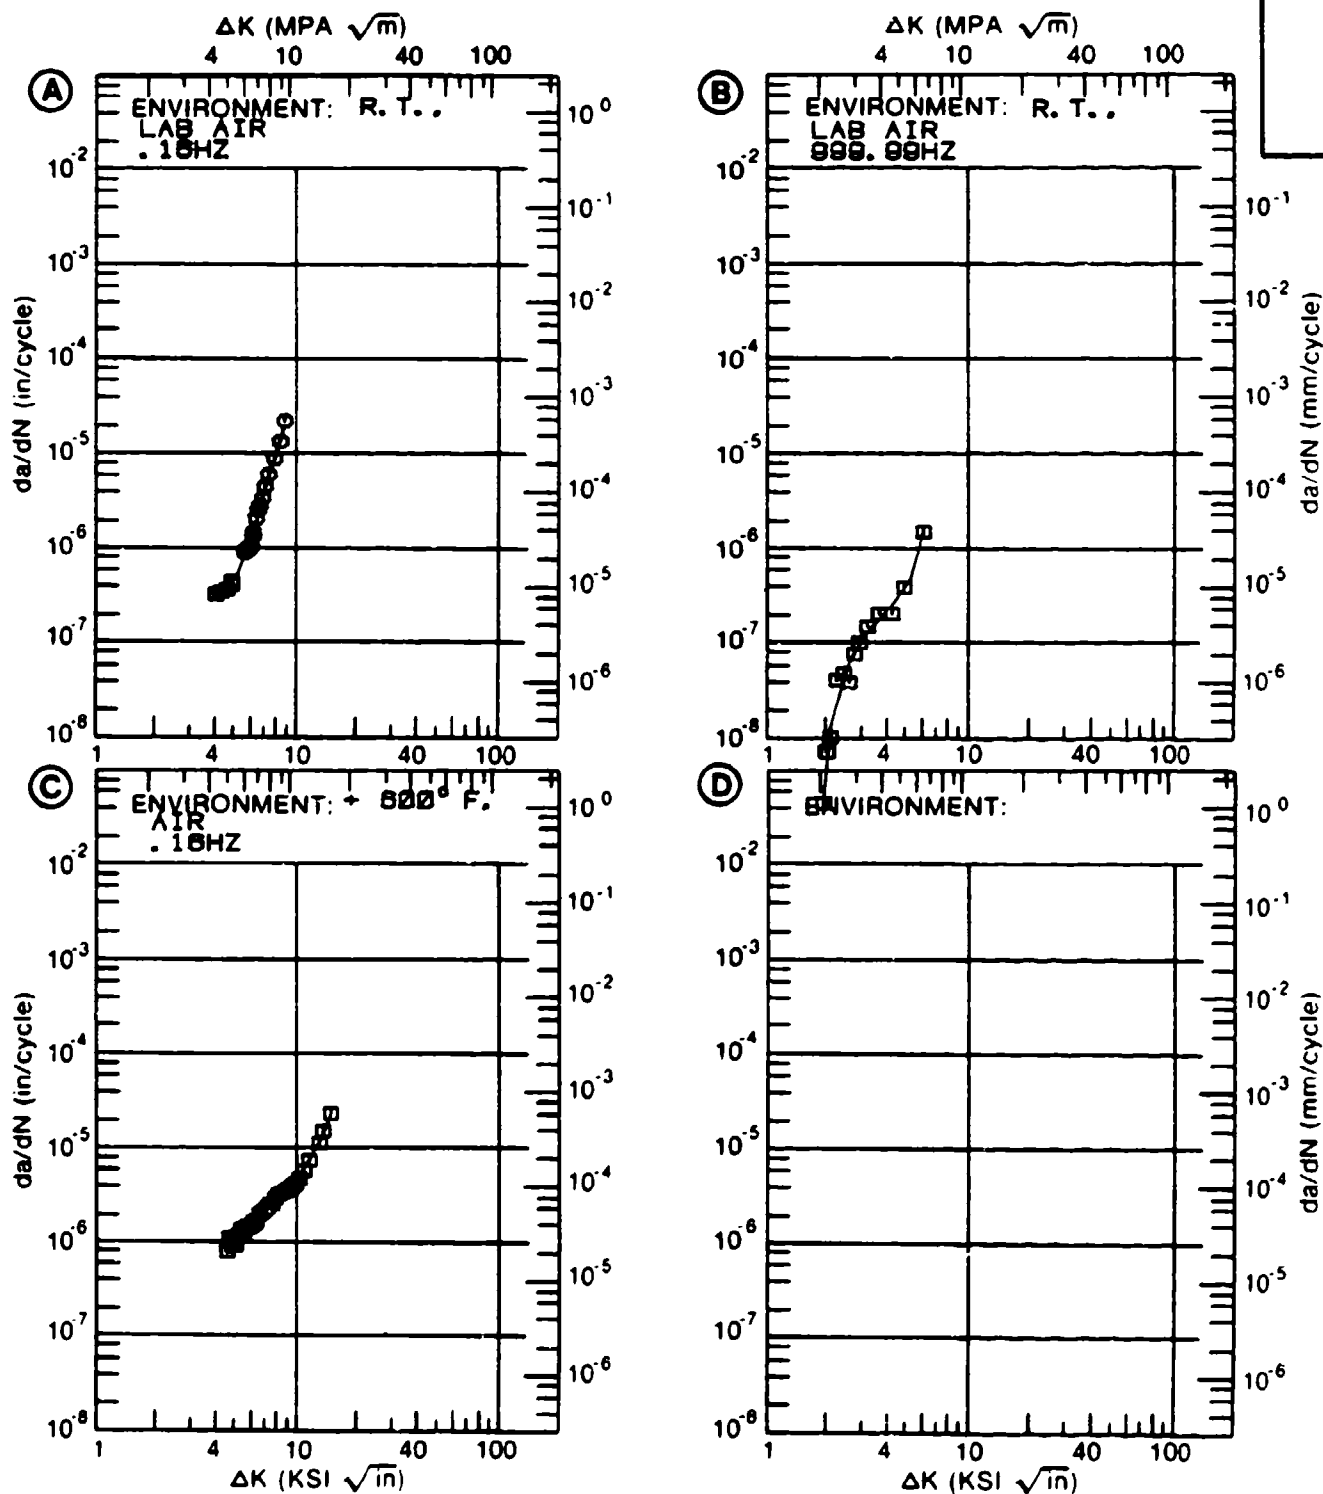 ΔK (MPA √m)
4 10 40 100
A
ENVIRONMENT: R. T..
LAB AIR
10⁰
10⁻²
10⁻¹
10⁻³
10⁻²
10⁻⁴
10⁻³
10⁻⁵
10⁻⁴
10⁻⁶
10⁻⁵
10⁻⁷
10⁻⁶
10⁻⁸
1 4 10 40 100
da/dN (in/cycle)
ΔK (MPA √m)
4 10 40 100
B
ENVIRONMENT: R. T..
LAB AIR
999.99HZ
10⁻²
10⁻¹
10⁻³
10⁻²
10⁻⁴
10⁻³
10⁻⁵
10⁻⁴
10⁻⁶
10⁻⁵
10⁻⁷
10⁻⁶
10⁻⁸
1 4 10 40 100
da/dN (mm/cycle)
C
ENVIRONMENT: + F.
AIR
10⁰
10⁻²
10⁻¹
10⁻³
10⁻²
10⁻⁴
10⁻³
10⁻⁵
10⁻⁴
10⁻⁶
10⁻⁵
10⁻⁷
10⁻⁶
10⁻⁸
1 4 10 40 100
da/dN (in/cycle)
ΔK (KSI √in)
D
ENVIRONMENT:
10⁰
10⁻²
10⁻¹
10⁻³
10⁻²
10⁻⁴
10⁻³
10⁻⁵
10⁻⁴
10⁻⁶
10⁻⁵
10⁻⁷
10⁻⁶
10⁻⁸
1 4 10 40 100
da/dN (mm/cycle)
ΔK (KSI √in)